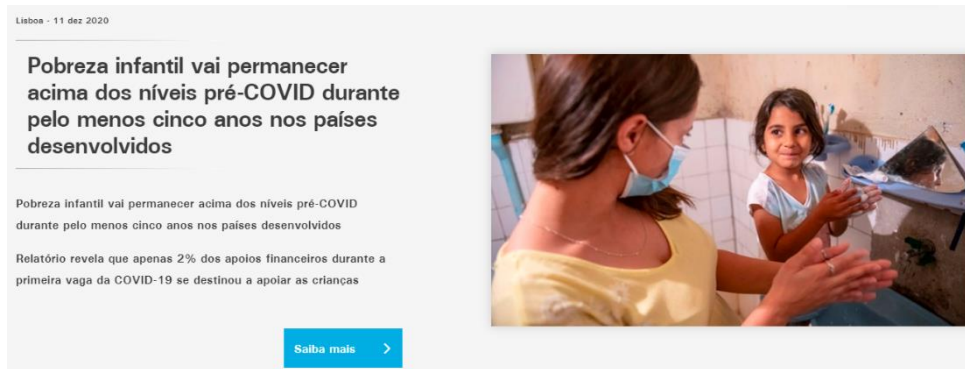 Lisboa - 11 dez 2020
Pobreza infantil vai permanecer
acima dos níveis pré-COVID durante
pelo menos cinco anos nos países
desenvolvidos
Pobreza infantil vai permanecer acima dos níveis pré-COVID
durante pelo menos cinco anos nos países desenvolvidos
Relatório revela que apenas 2% dos apoios financeiros durante a
primeira vaga da COVID-19 se destinou a apoiar as crianças
Saiba mais